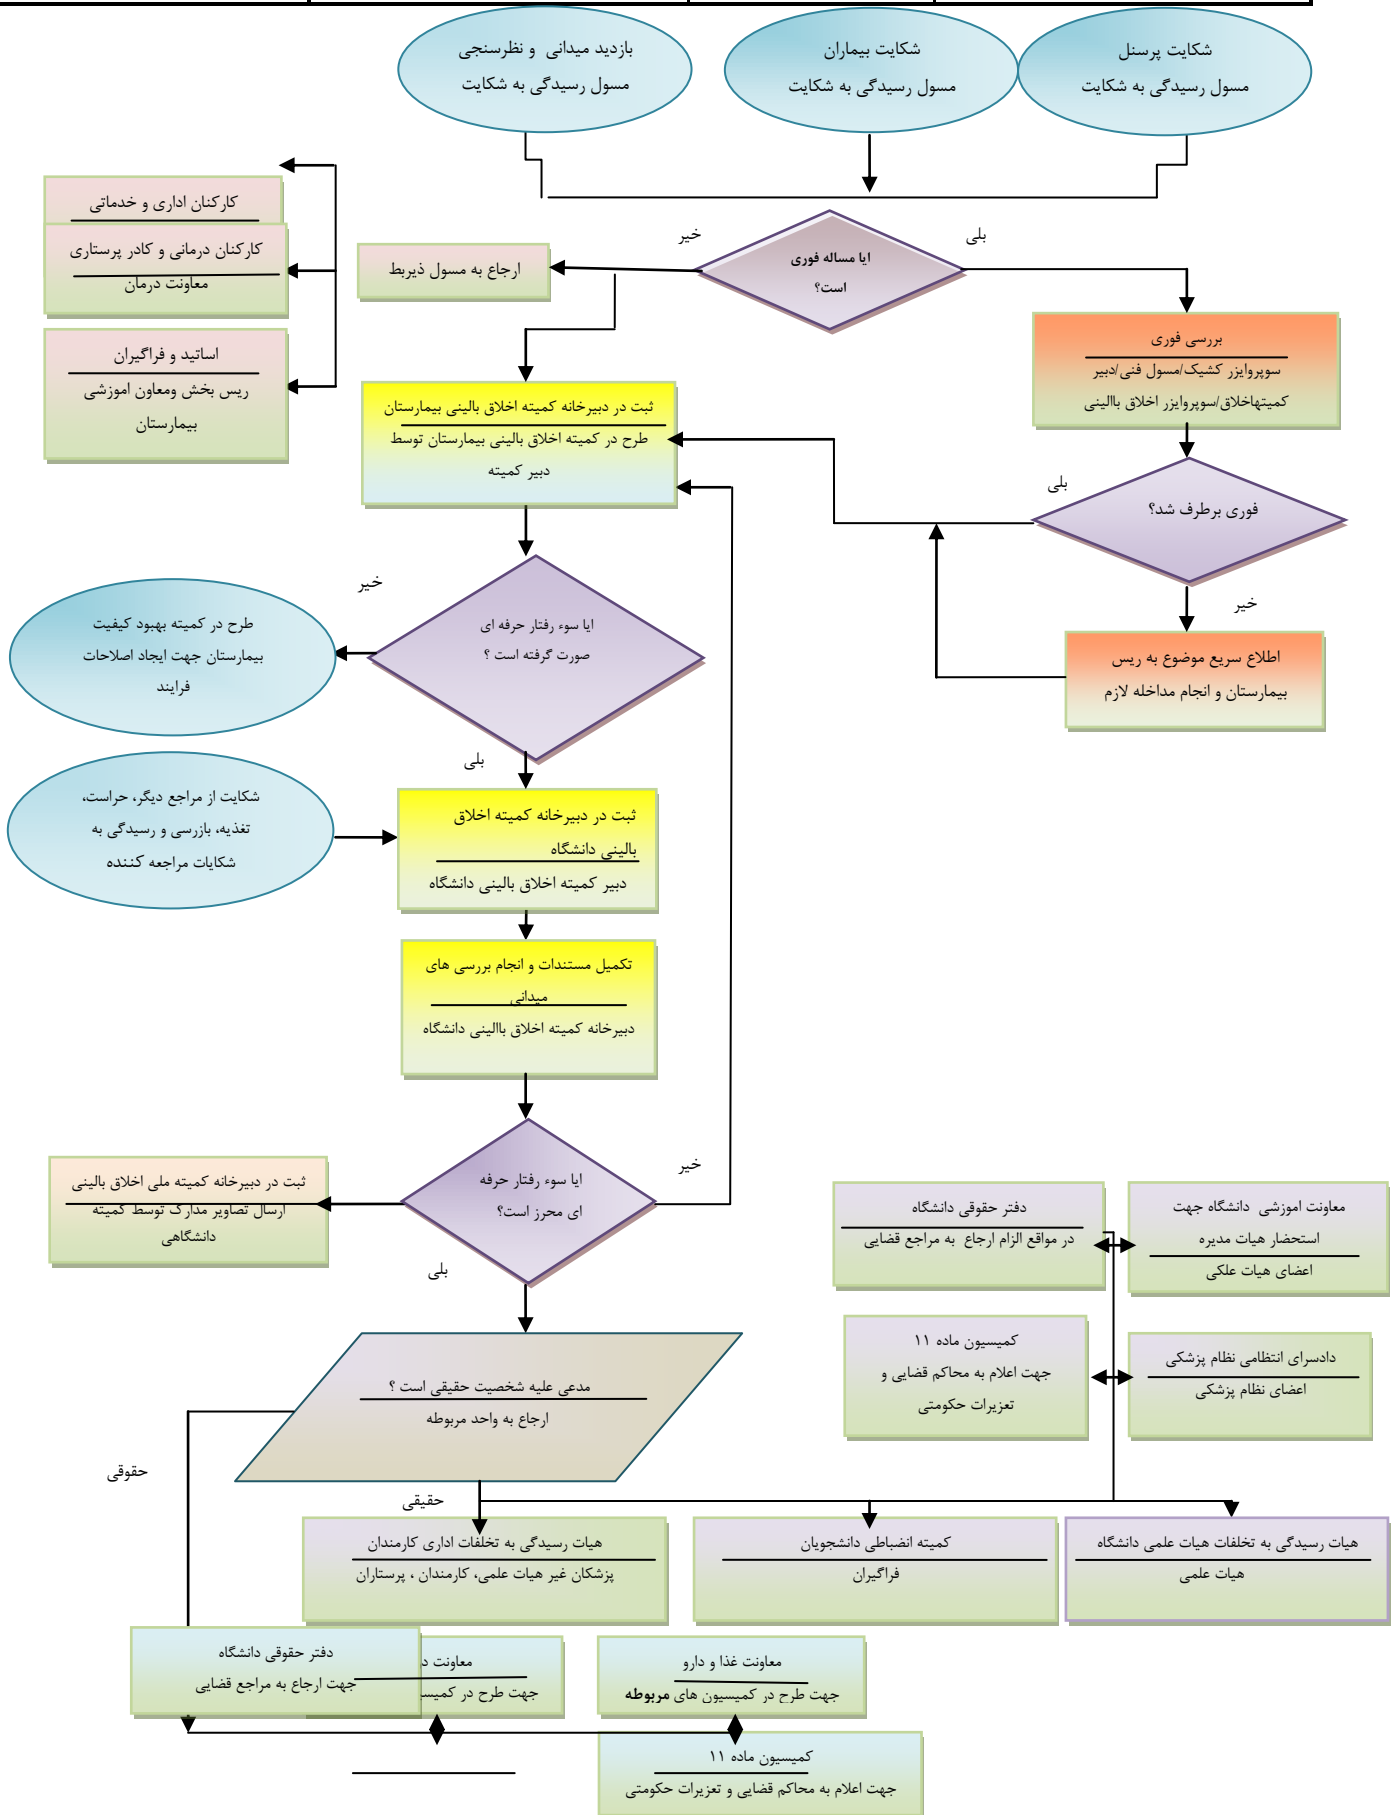 شکایت پرسنل
مسول رسیدگی به شکایت
شکایت بیماران
مسول رسیدگی به شکایت
بازدید میدانی و نظرسنجی
مسول رسیدگی به شکایت
ایا مساله فوری
است؟
بلی
خیر
ارجاع به مسول ذیربط
کارکنان اداری و خدماتی
کارکنان درمانی و کادر پرستاری
معاونت درمان
اساتید و فراگیران
ریس بخش ومعاون اموزشی
بیمارستان
بررسی فوری
سوپروایزر کشیک/مسول فنی/دبیر
کمیتهاخلاق/سوپروایزر اخلاق باالینی
فوری برطرف شد؟
بلی
خیر
اطلاع سریع موضوع به ریس
بیمارستان و انجام مداخله لازم
ثبت در دبیرخانه کمیته اخلاق بالینی بیمارستان
طرح در کمیته اخلاق بالینی بیمارستان توسط
دبیر کمیته
ایا سوء رفتار حرفه ای
صورت گرفته است ؟
خیر
بلی
طرح در کمیته بهبود کیفیت
بیمارستان جهت ایجاد اصلاحات
فرایند
شکایت از مراجع دیگر، حراست،
تغذیه، بازرسی و رسیدگی به
شکایات مراجعه کننده
ثبت در دبیرخانه کمیته اخلاق
بالینی دانشگاه
دبیر کمیته اخلاق بالینی دانشگاه
تکمیل مستندات و انجام بررسی های
میدانی
دبیرخانه کمیته اخلاق باالینی دانشگاه
ایا سوء رفتار حرفه
ای محرز است؟
خیر
بلی
ثبت در دبیرخانه کمیته ملی اخلاق بالینی
ارسال تصاویر مدارک توسط کمیته
دانشگاهی
معاونت اموزشی دانشگاه جهت
استحضار هیات مدیره
اعضای هیات علکی
دفتر حقوقی دانشگاه
در مواقع الزام ارجاع به مراجع قضایی
دادسرای انتظامی نظام پزشکی
اعضای نظام پزشکی
کمیسیون ماده ۱۱
جهت اعلام به محاکم قضایی و
تعزیرات حکومتی
مدعی علیه شخصیت حقیقی است ؟
ارجاع به واحد مربوطه
حقوقی
حقیقی
هیات رسیدگی به تخلفات هیات علمی دانشگاه
هیات علمی
کمیته انضباطی دانشجویان
فراگیران
هیات رسیدگی به تخلفات اداری کارمندان
پزشکان غیر هیات علمی، کارمندان ، پرستاران
معاونت غذا و دارو
جهت طرح در کمیسیون های مربوطه
معاونت
جهت طرح در
دفتر حقوقی دانشگاه
جهت ارجاع به مراجع قضایی
کمیسیون ماده ۱۱
جهت اعلام به محاکم قضایی و تعزیرات حکومتی